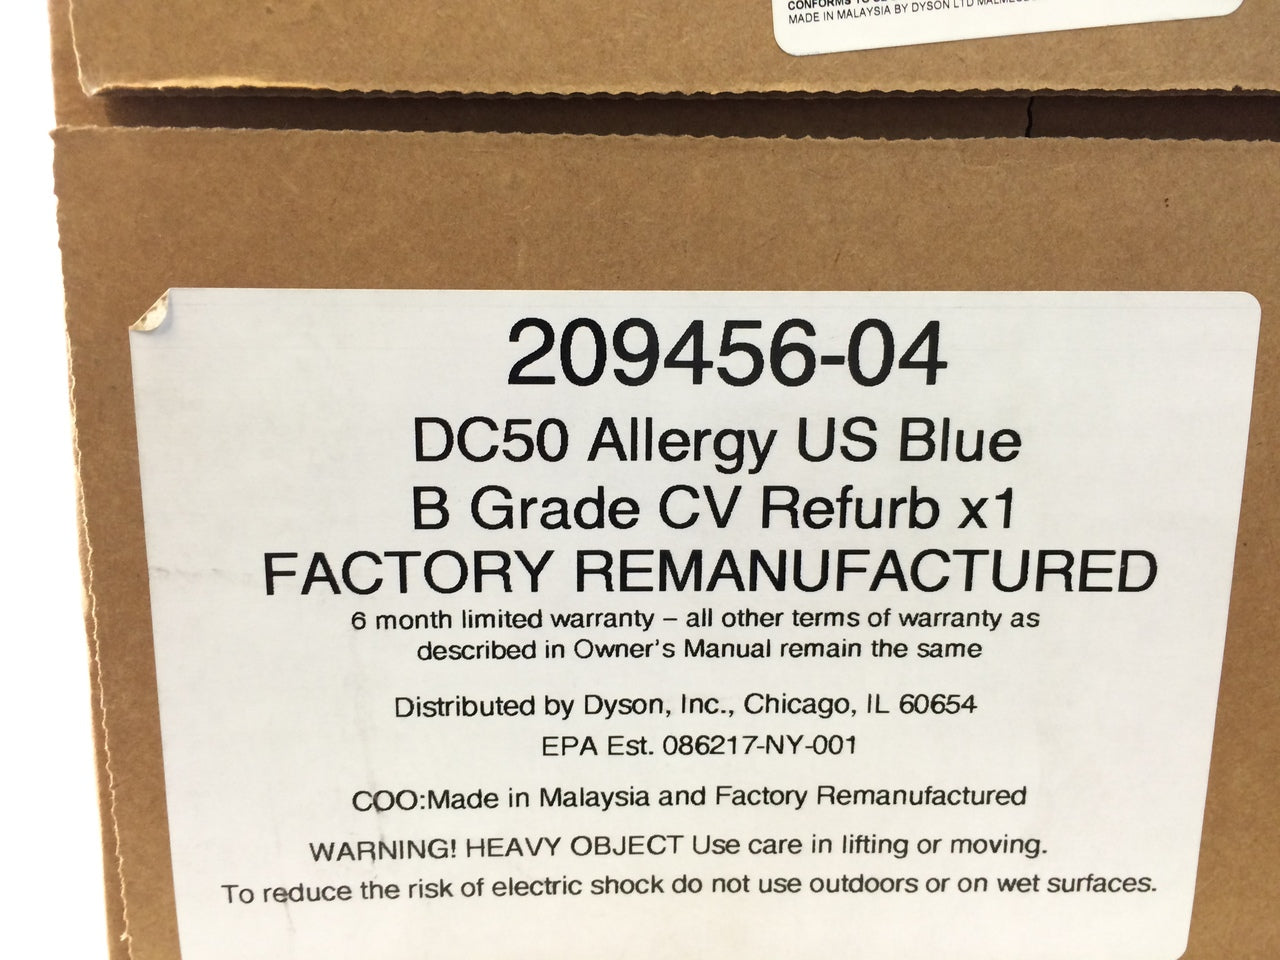 CONFORMS TO
MADE IN MALAYSIA BY DYSON LTD
209456-04
DC50 Allergy US Blue
B Grade CV Refurb x1
FACTORY REMANUFACTURED
6 month limited warranty – all other terms of warranty as
described in Owner's Manual remain the same
Distributed by Dyson, Inc., Chicago, IL 60654
EPA Est. 086217-NY-001
COO:Made in Malaysia and Factory Remanufactured
WARNING! HEAVY OBJECT Use care in lifting or moving.
To reduce the risk of electric shock do not use outdoors or on wet surfaces.